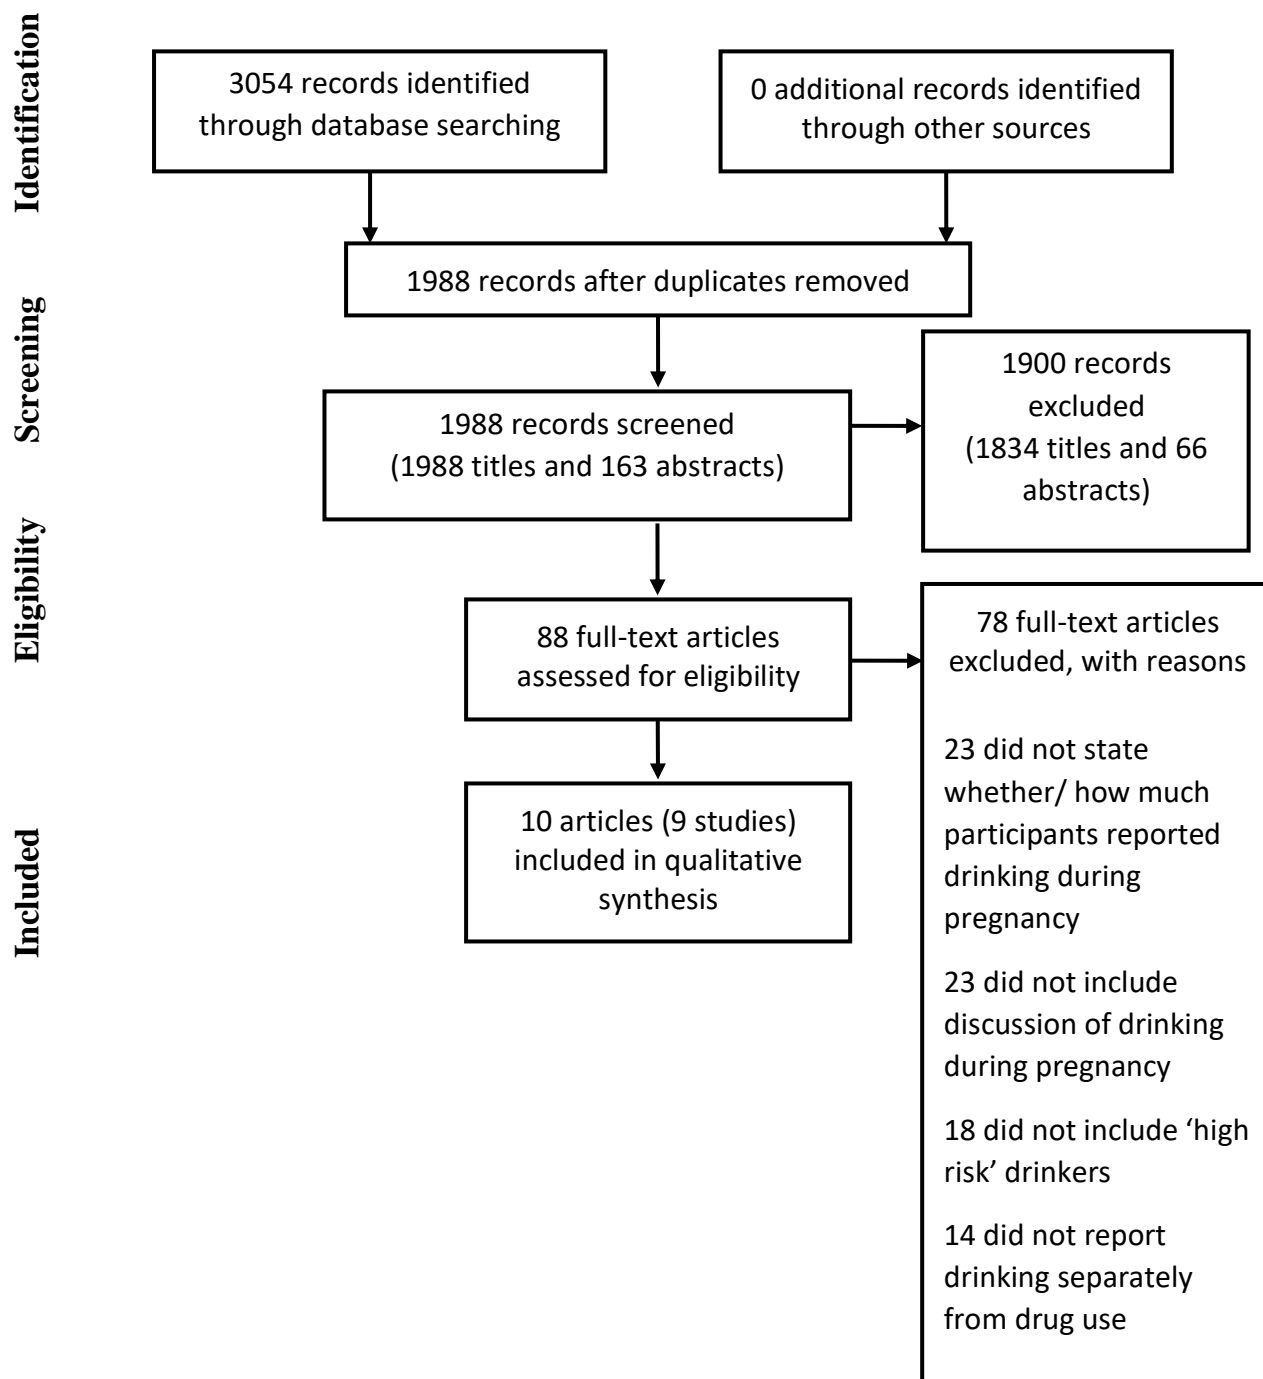 Identification
3054 records identified
through database searching
0 additional records identified
through other sources
1988 records after duplicates removed
Screening
1988 records screened
(1988 titles and 163 abstracts)
1900 records
excluded
(1834 titles and 66
abstracts)
Eligibility
88 full-text articles
assessed for eligibility
78 full-text articles
excluded, with reasons
23 did not state
whether/ how much
participants reported
drinking during
pregnancy
23 did not include
discussion of drinking
during pregnancy
18 did not include ‘high
risk’ drinkers
14 did not report
drinking separately
from drug use
Included
10 articles (9 studies)
included in qualitative
synthesis